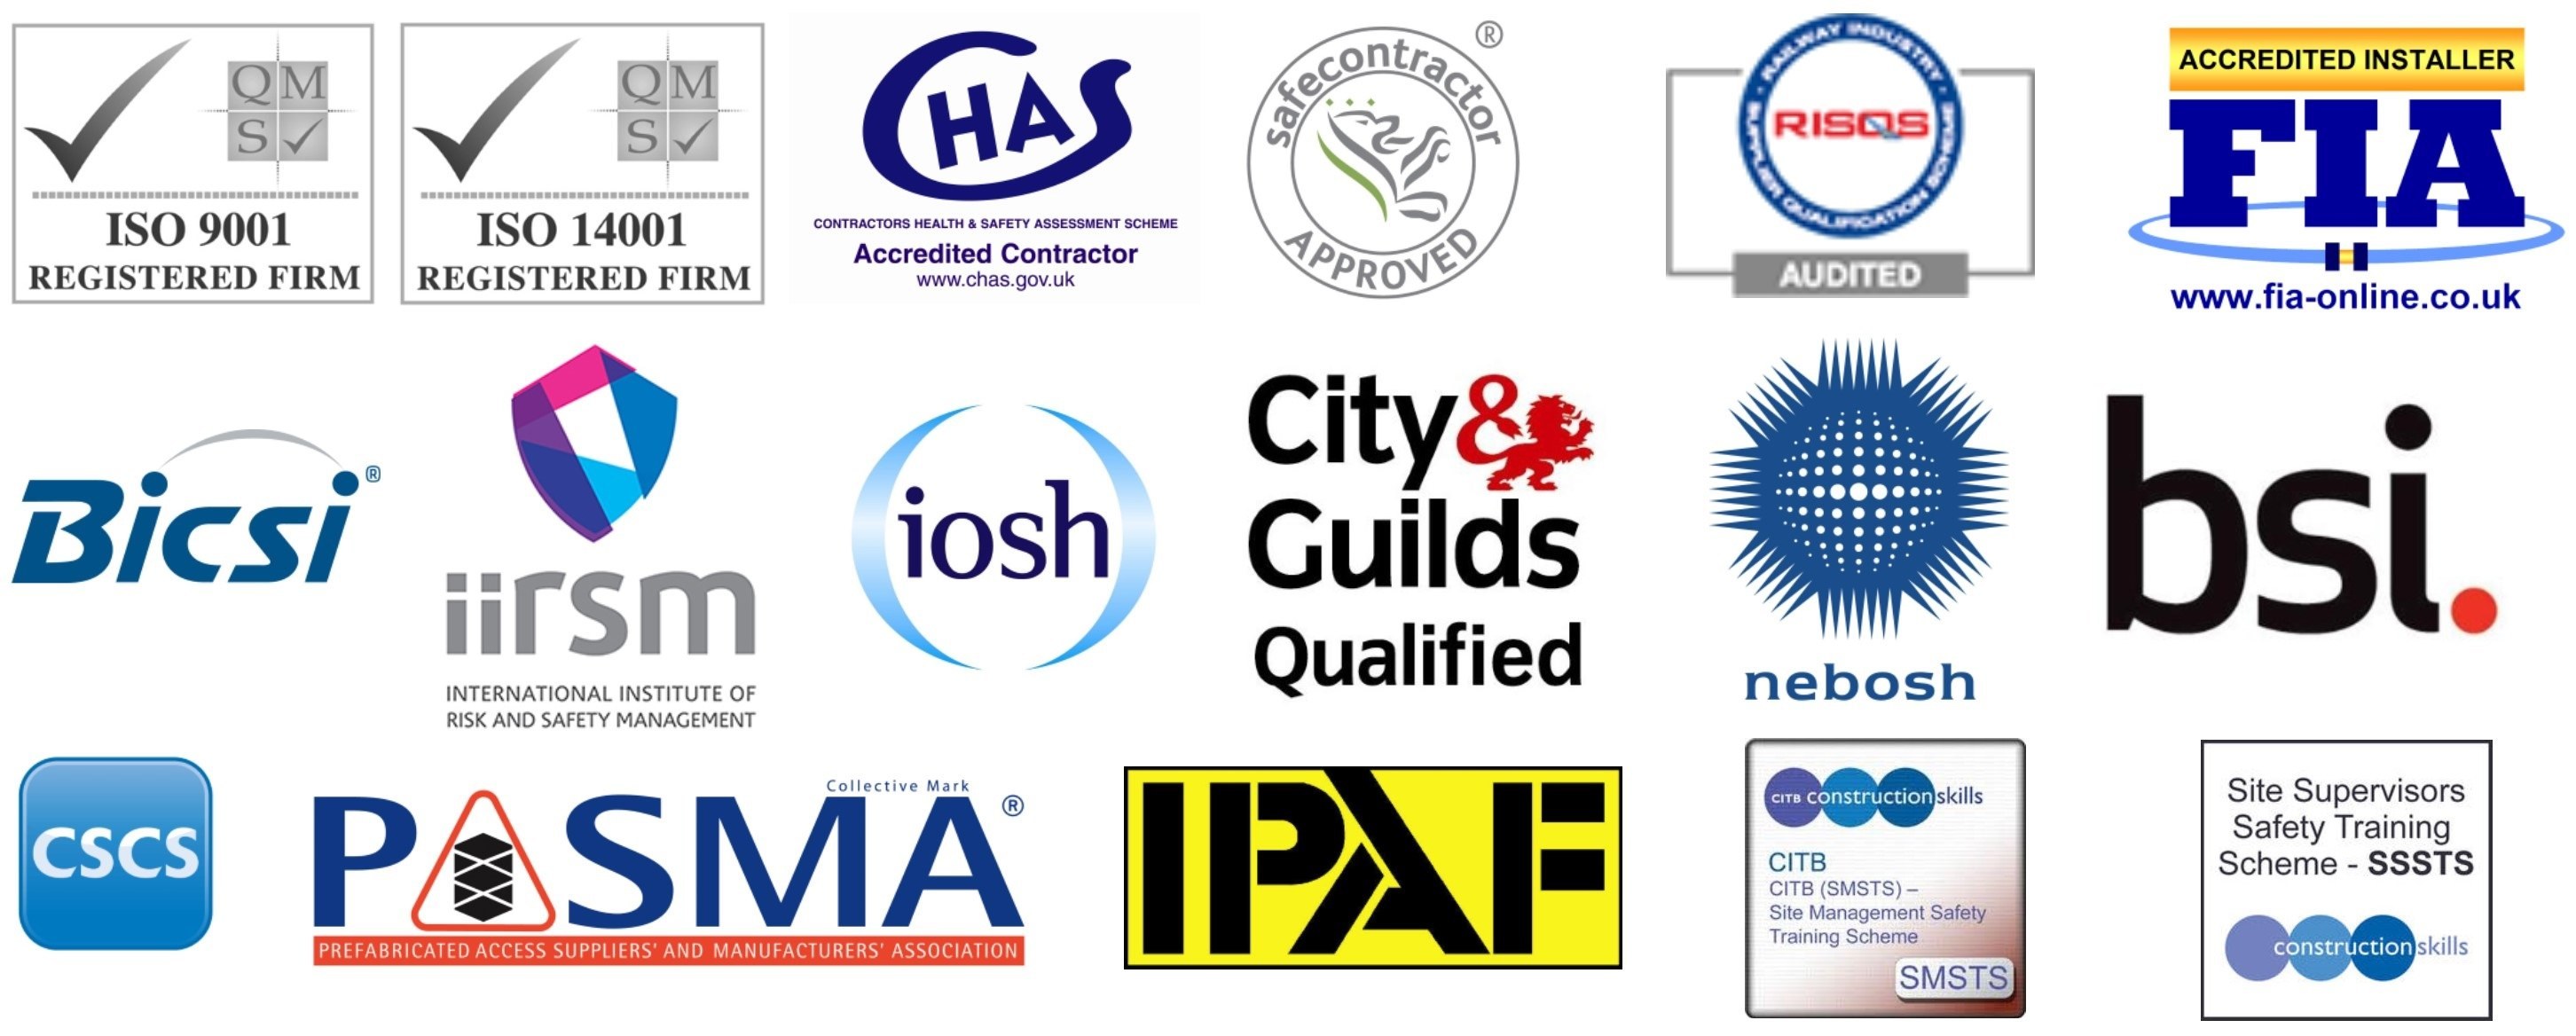 QM
S
ISO 9001
REGISTERED FIRM
QM
S
ISO 14001
REGISTERED FIRM
CHAS
CONTRACTORS HEALTH & SAFETY ASSESSMENT SCHEME
Accredited Contractor
www.chas.gov.uk
safecontractor
®
APPROVED
RAILWAY INDUSTRY
RISQS
SUPPLIER QUALIFICATION SCHEME
AUDITED
ACCREDITED INSTALLER
FIA
www.fia-online.co.uk
Bicsi®
iirsm
INTERNATIONAL INSTITUTE OF
RISK AND SAFETY MANAGEMENT
iosh
City&
Guilds
Qualified
nebosh
bsi.
CSCS
Collective Mark
PASMA®
PREFABRICATED ACCESS SUPPLIERS' AND MANUFACTURERS' ASSOCIATION
IPAF
CITB constructionskills
CITB
CITB (SMSTS) –
Site Management Safety
Training Scheme
SMSTS
Site Supervisors
Safety Training
Scheme - SSSTS
constructionskills